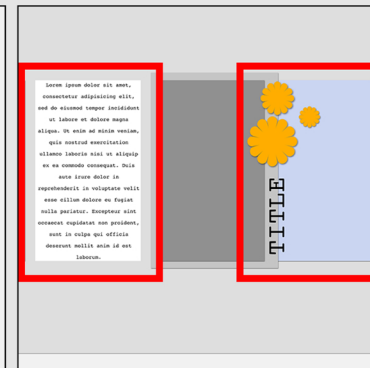 Lorem ipsum dolor sit amet,
consectetur adipisicing elit,
sed do eiusmod tempor incididunt
ut labore et dolore magna
aliqua. Ut enim ad minim veniam,
quis nostrud exercitation
ullamco laboris nisi ut aliquip
ex ea commodo consequat. Duis
aute irure dolor in
reprehenderit in voluptate velit
esse cillum dolore eu fugiat
nulla pariatur. Excepteur sint
occaecat cupidatat non proident,
sunt in culpa qui officia
deserunt mollit anim id est
laborum.
TITLE